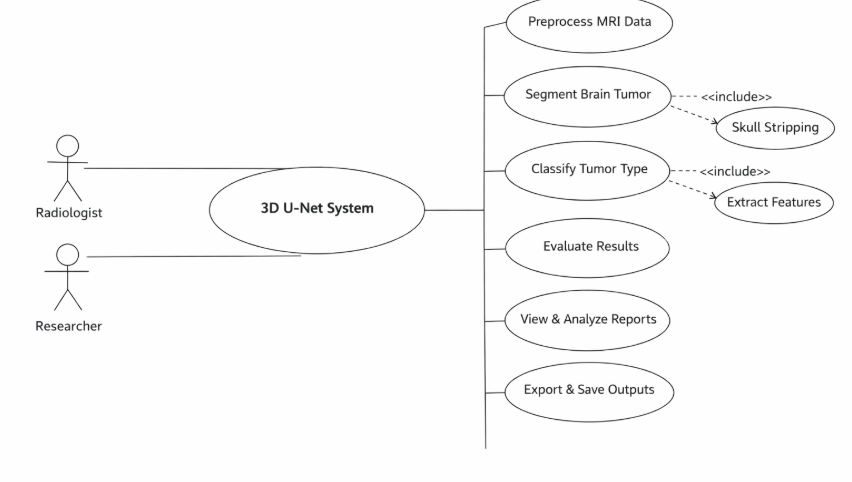 Preprocess MRI Data
Segment Brain Tumor
<<include>>
Skull Stripping
Classify Tumor Type
<<include>>
Extract Features
Radiologist
3D U-Net System
Evaluate Results
Researcher
View & Analyze Reports
Export & Save Outputs